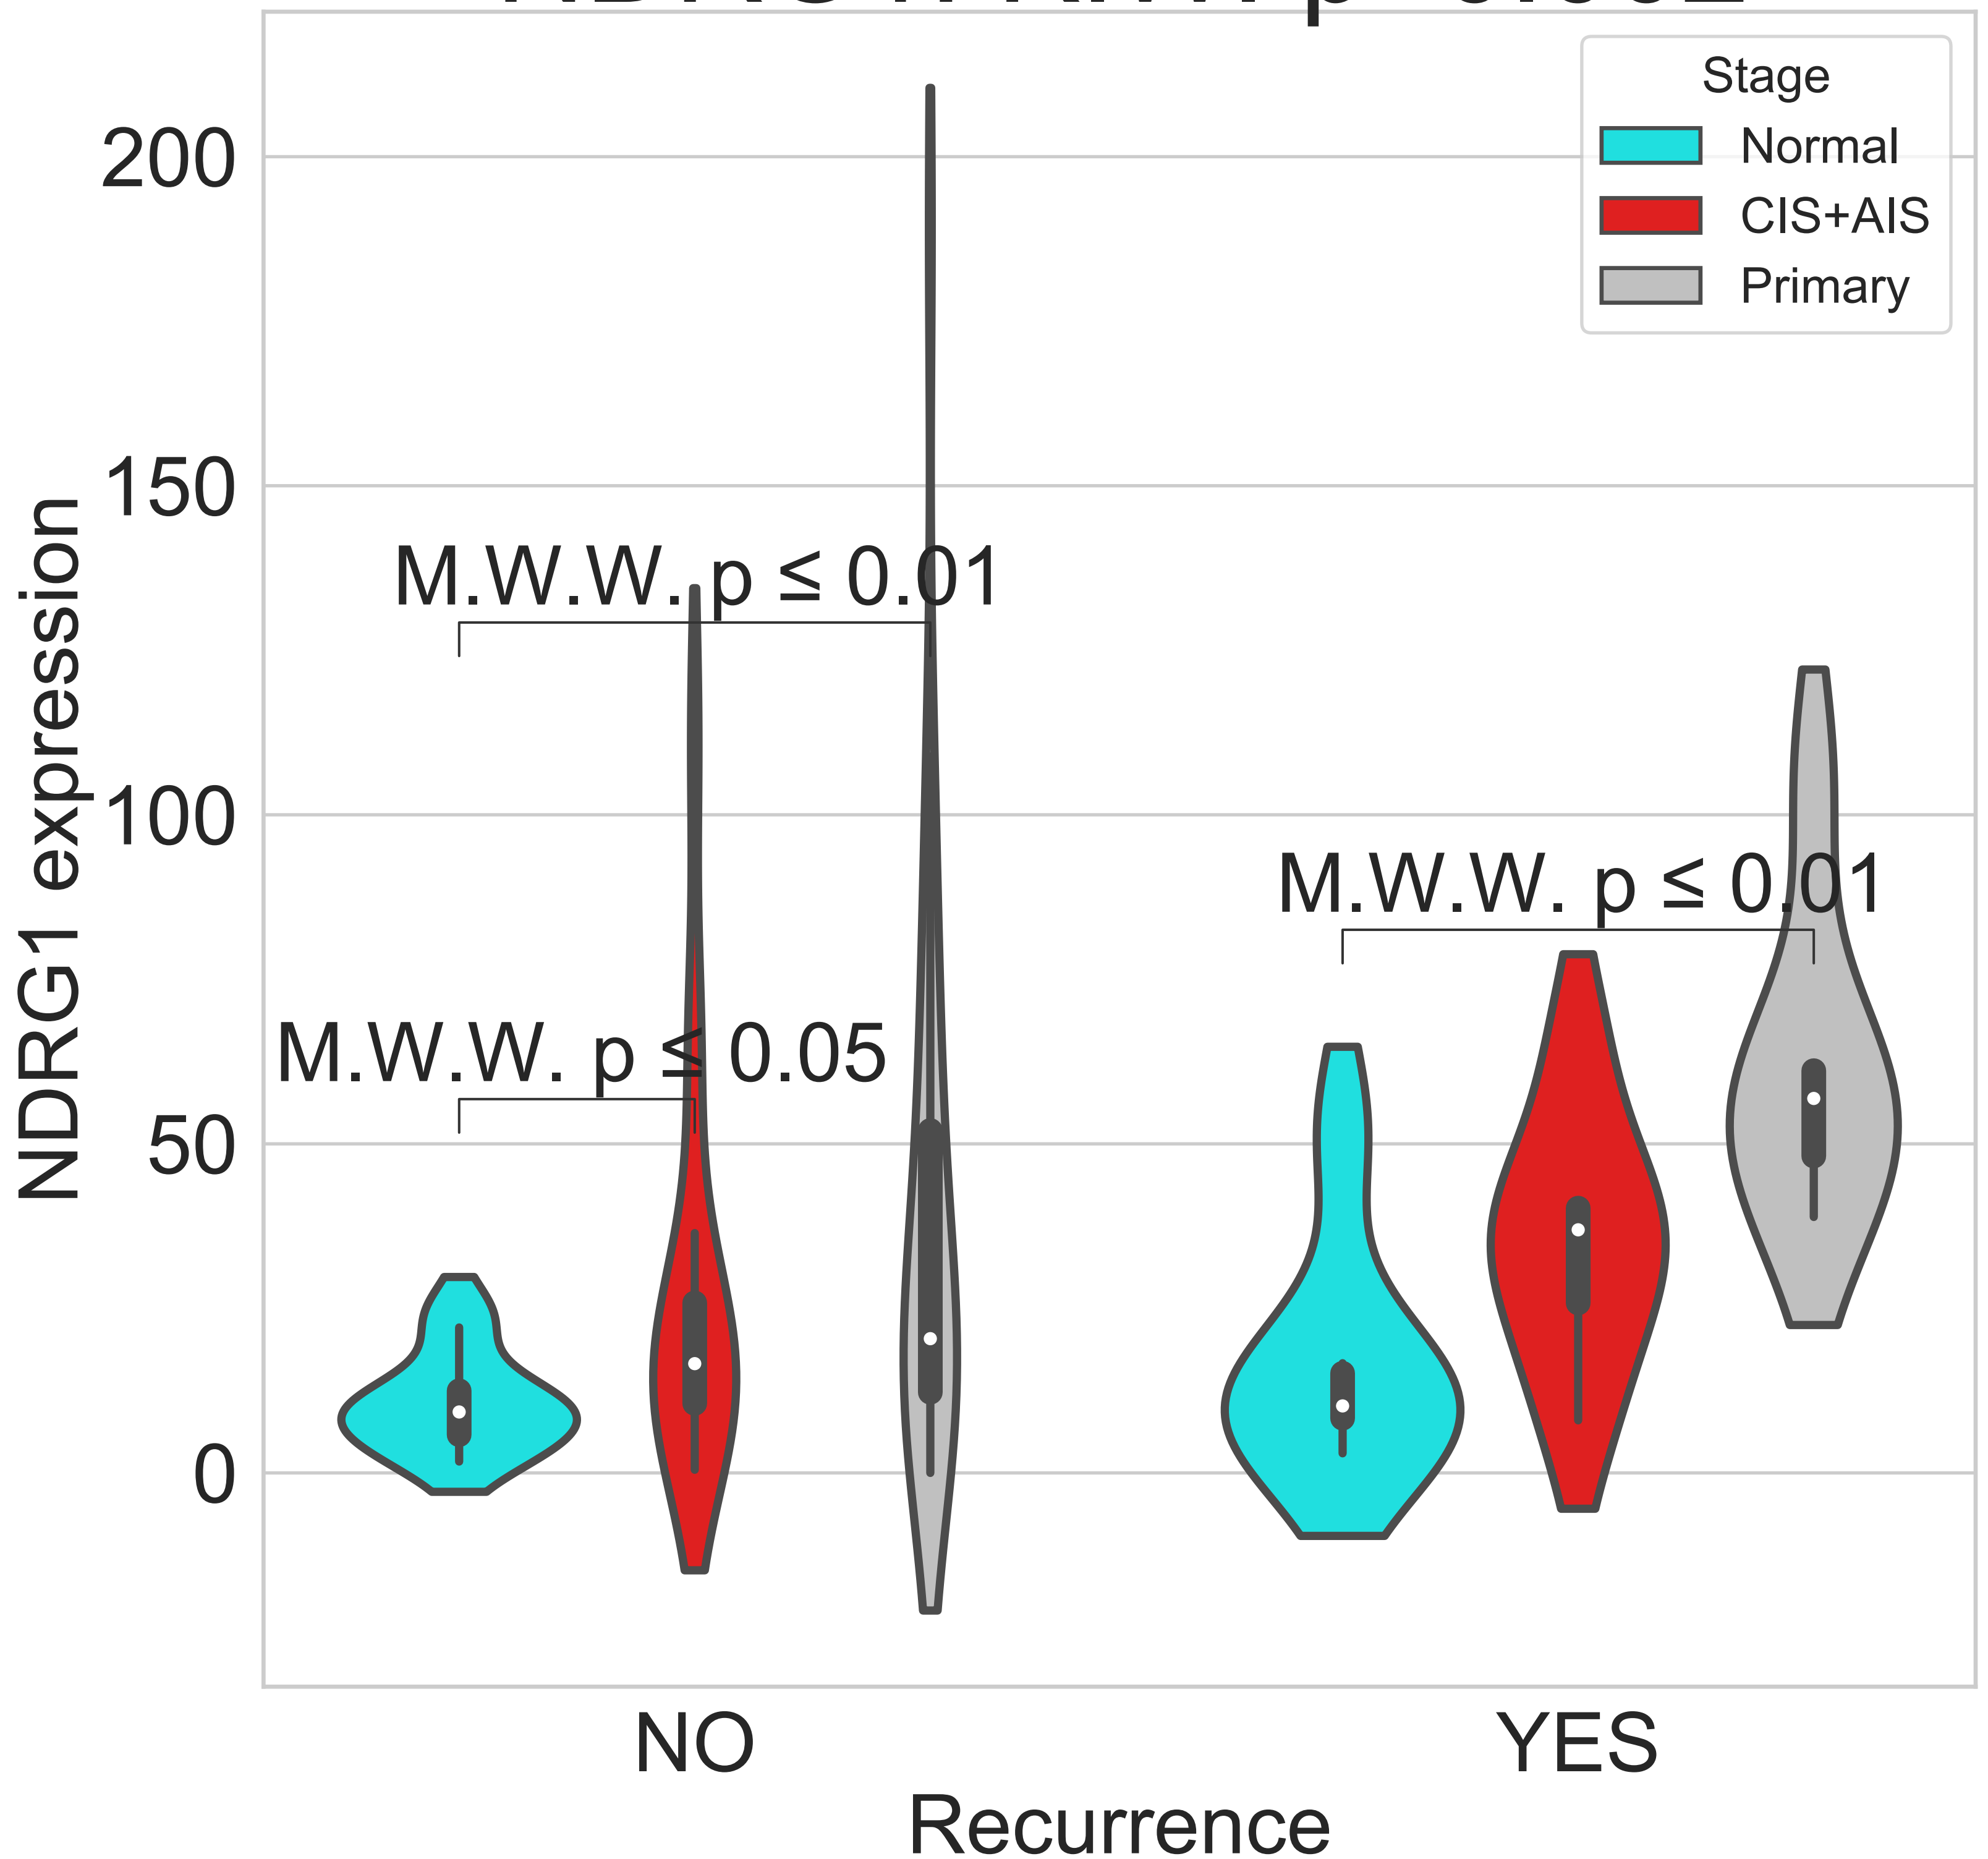 Stage
Normal
CIS+AIS
Primary
200
150
100
50
0
NDRG1 expression
M.W.W. p ≤ 0.01
M.W.W. p ≤ 0.05
M.W.W. p ≤ 0.01
NO
YES
Recurrence